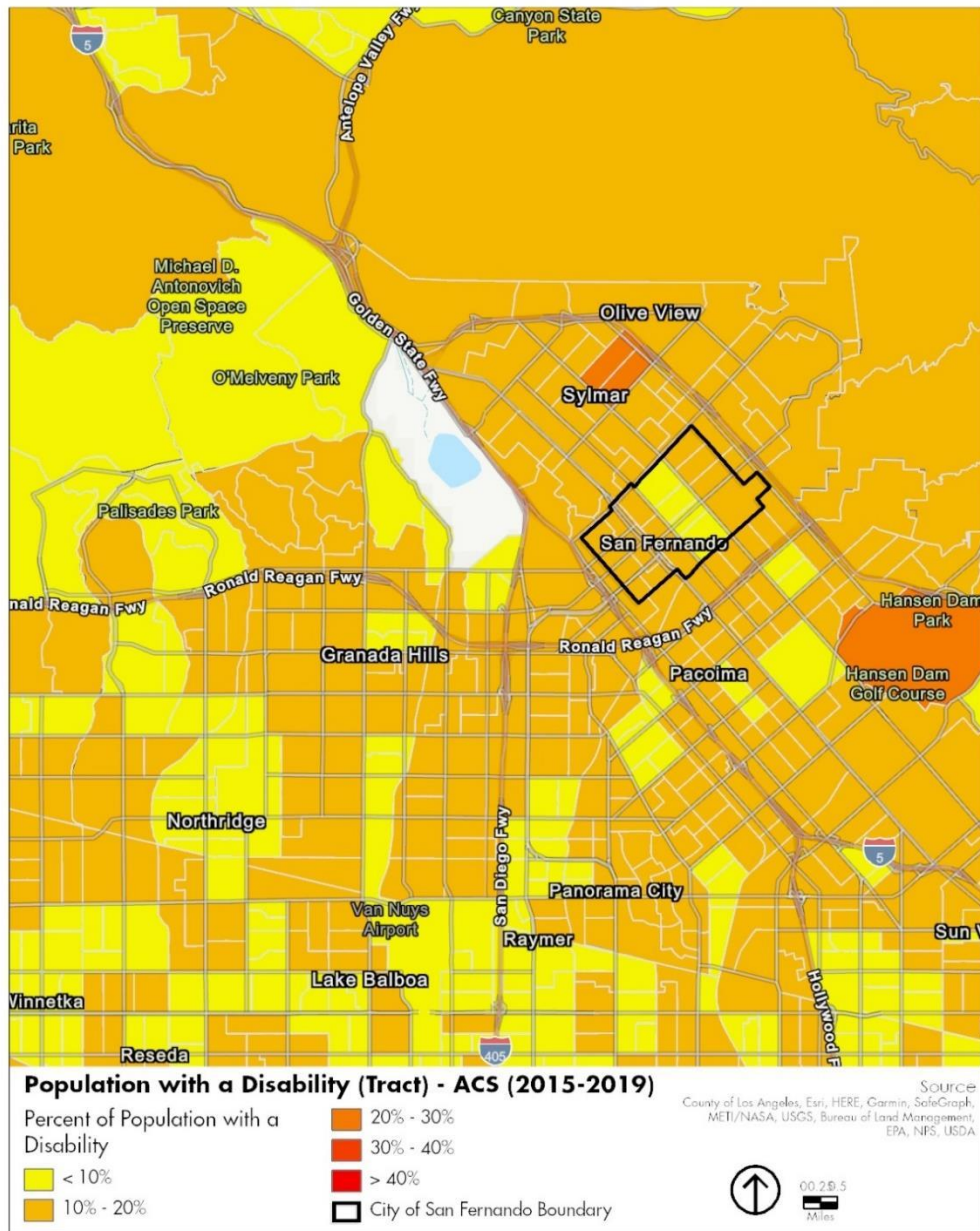 Canyon State
Park
5
Antelope Valley Fwy
rita
Park
Michael D.
Antonovich
Open Space
Preserve
Golden State Fwy
Olive View
O'Melveny Park
Sylmar
Palisades Park
San Fernando
Ronald Reagan Fwy
nald Reagan Fwy
Hansen Dam
Park
Ronald Reagan Fwy
Granada Hills
Pacoima
Hansen Dam
Golf Course
Northridge
San Diego Fwy
5
Panorama City
Van Nuys
Airport
Raymer
Sun V
Lake Balboa
Winnetka
Hollywood F
Reseda
405
Population with a Disability (Tract) - ACS (2015-2019)
Percent of Population with a
Disability
< 10%
10% - 20%
20% - 30%
30% - 40%
> 40%
City of San Fernando Boundary
Source
County of Los Angeles, Esri, HERE, Garmin, SafeGraph,
METI/NASA, USGS, Bureau of Land Management,
EPA, NPS, USDA
Miles